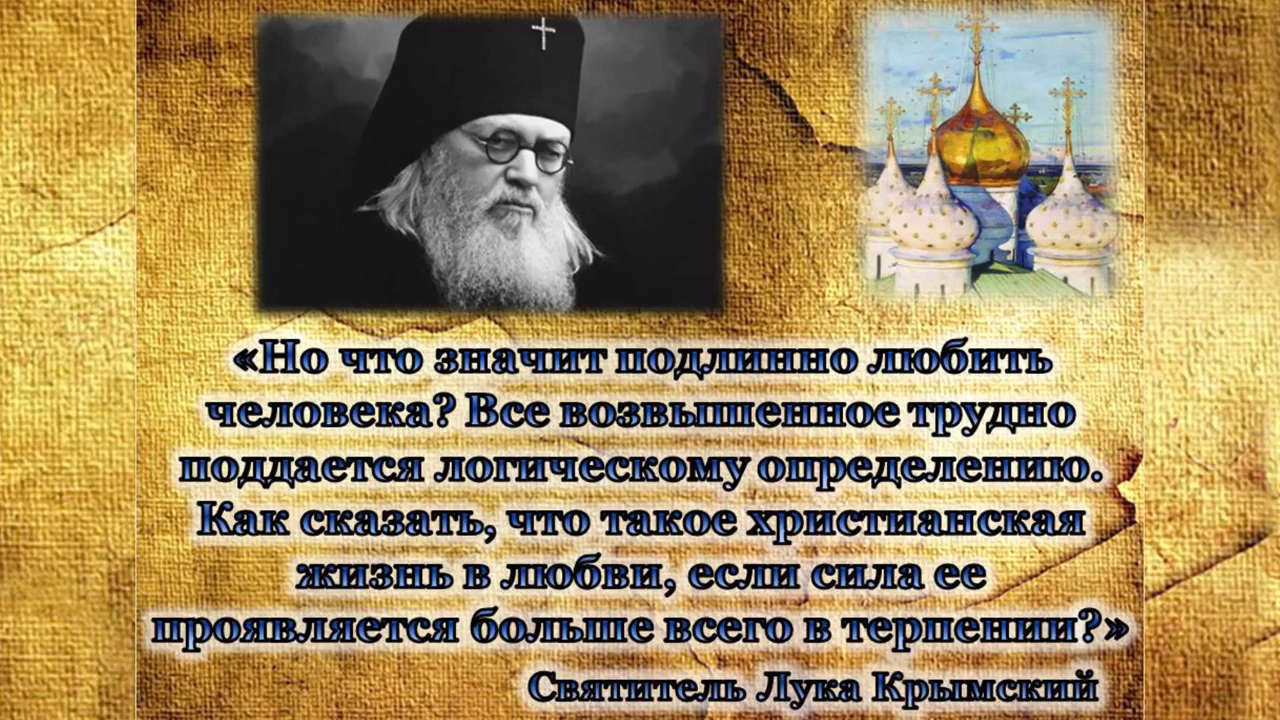 «Но что значит подлинно любить
человека? Все возвышенное трудно
поддается логическому определению.
Как сказать, что такое христианская
жизнь в любви, если сила ее
проявляется больше всего в терпении?»
Святитель Лука Крымский